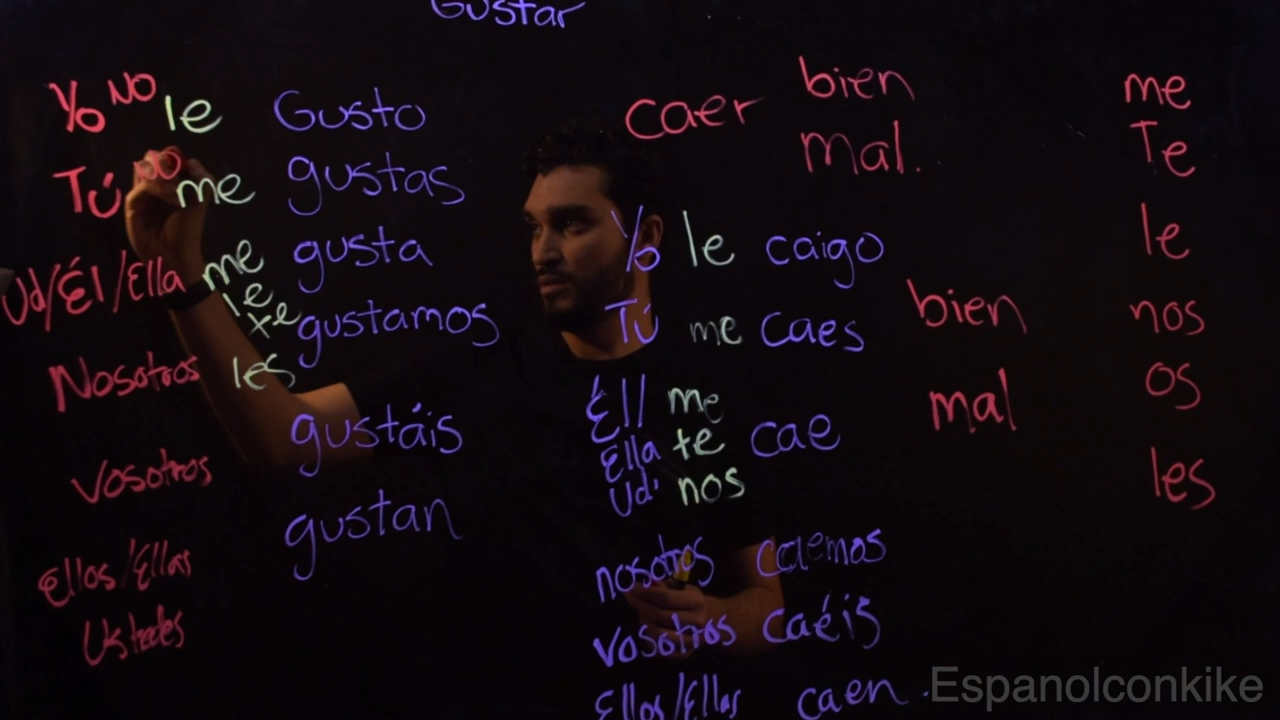 Gustar
Yo NO le Gusto
Tú NO me gustas
Ud/Él/Ella me gusta
le
te
Nosotros les gustamos
Vosotros gustáis
Ellos/Ellas gustan
Ustedes
caer bien
mal.
Yo le caigo
Tú me caes
Él/ me
Ella te cae
Ud. nos
bien
mal
nosotros caemos
vosotros caéis
Ellos/Ellas caen.
me
Te
le
nos
os
les
Espanolconkike